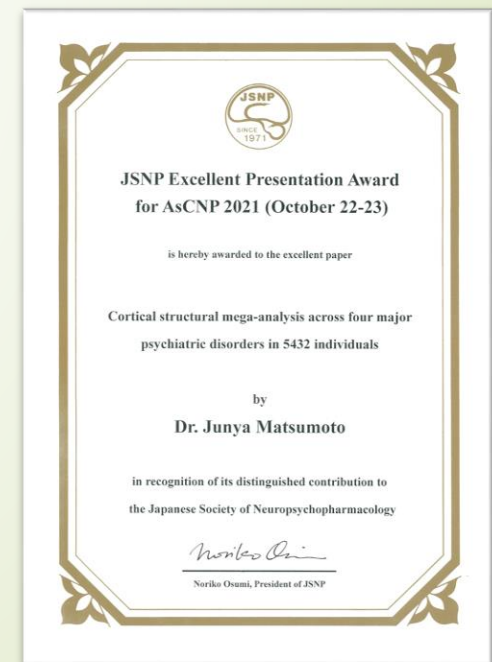 JSNP
SINCE
1971
JSNP Excellent Presentation Award
for AsCNP 2021 (October 22-23)
is hereby awarded to the excellent paper
Cortical structural mega-analysis across four major
psychiatric disorders in 5432 individuals
by
Dr. Junya Matsumoto
in recognition of its distinguished contribution to
the Japanese Society of Neuropsychopharmacology
Noriko Osumi
Noriko Osumi, President of JSNP